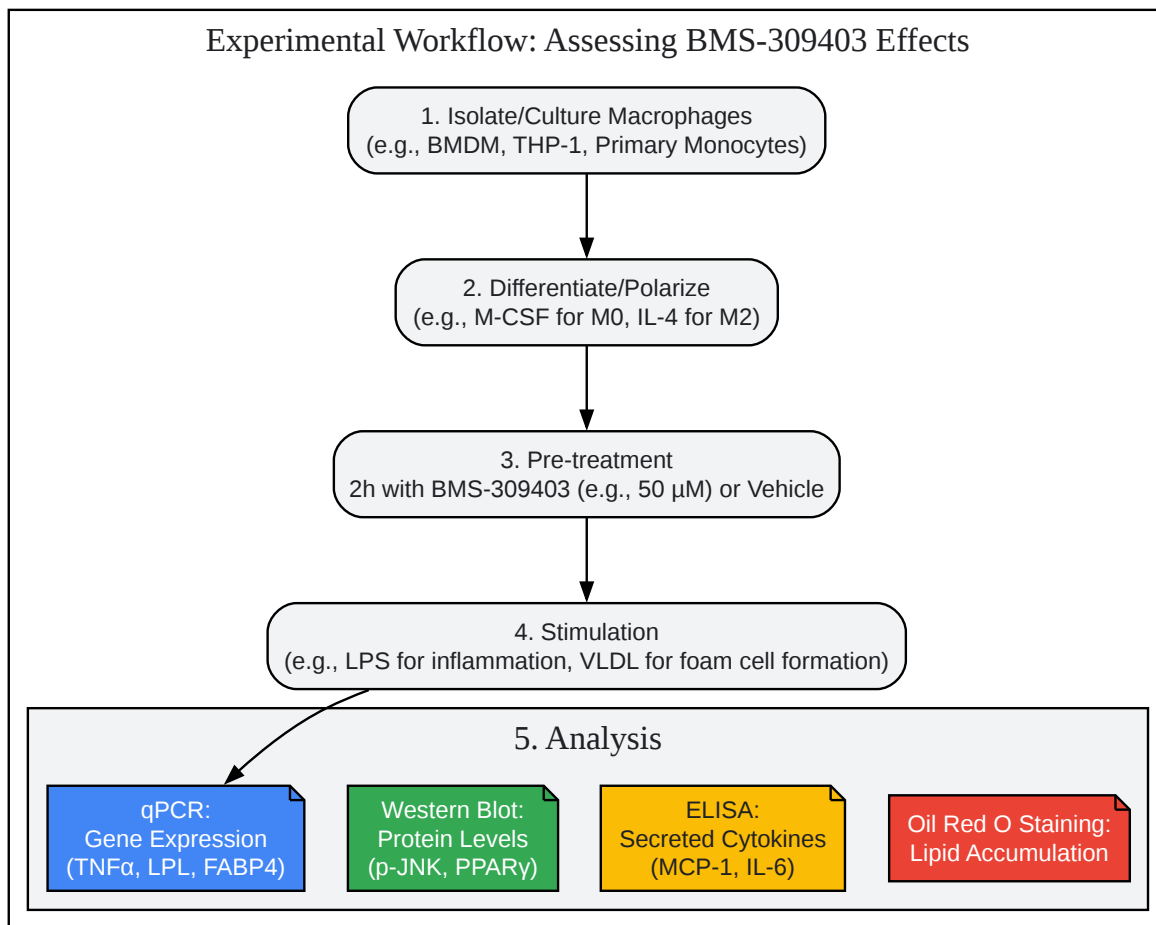 Experimental Workflow: Assessing BMS-309403 Effects
1. Isolate/Culture Macrophages
(e.g., BMDM, THP-1, Primary Monocytes)
2. Differentiate/Polarize
(e.g., M-CSF for M0, IL-4 for M2)
3. Pre-treatment
2h with BMS-309403 (e.g., 50 µM) or Vehicle
4. Stimulation
(e.g., LPS for inflammation, VLDL for foam cell formation)
5. Analysis
qPCR:
Gene Expression
(TNFα, LPL, FABP4)
Western Blot:
Protein Levels
(p-JNK, PPARγ)
ELISA:
Secreted Cytokines
(MCP-1, IL-6)
Oil Red O Staining:
Lipid Accumulation